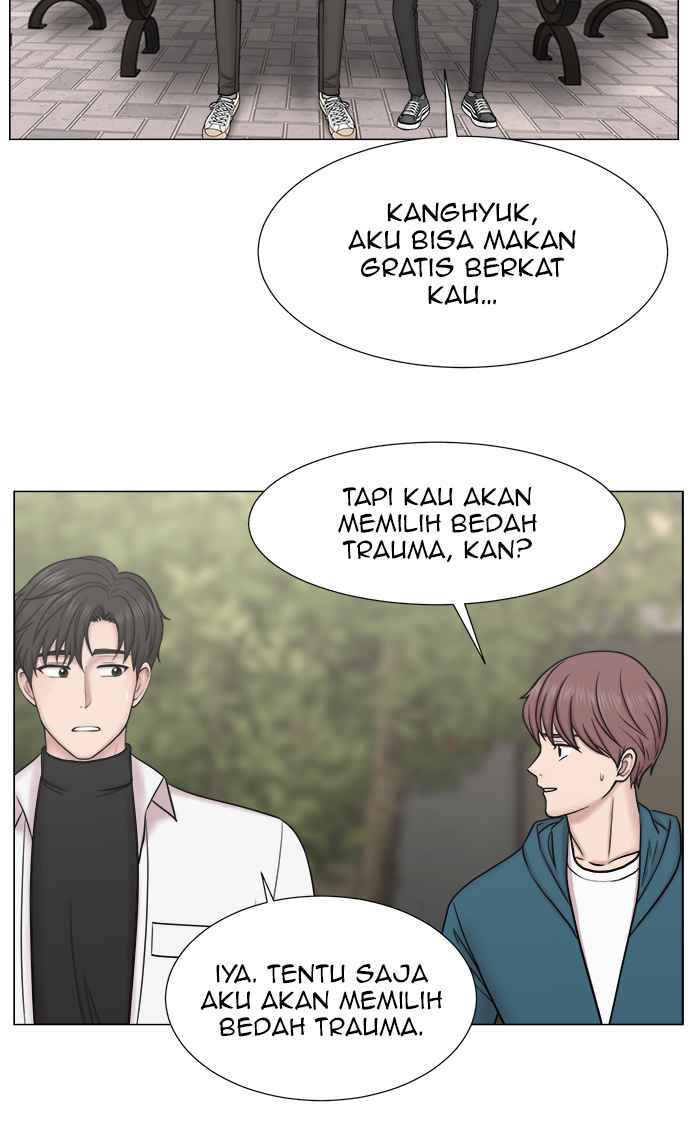 KANGHYUK,
AKU BISA MAKAN
GRATIS BERKAT
KAU...
TAPI KAU AKAN
MEMILIH BEDAH
TRAUMA, KAN?
IYA. TENTU SAJA
AKU AKAN MEMILIH
BEDAH TRAUMA.